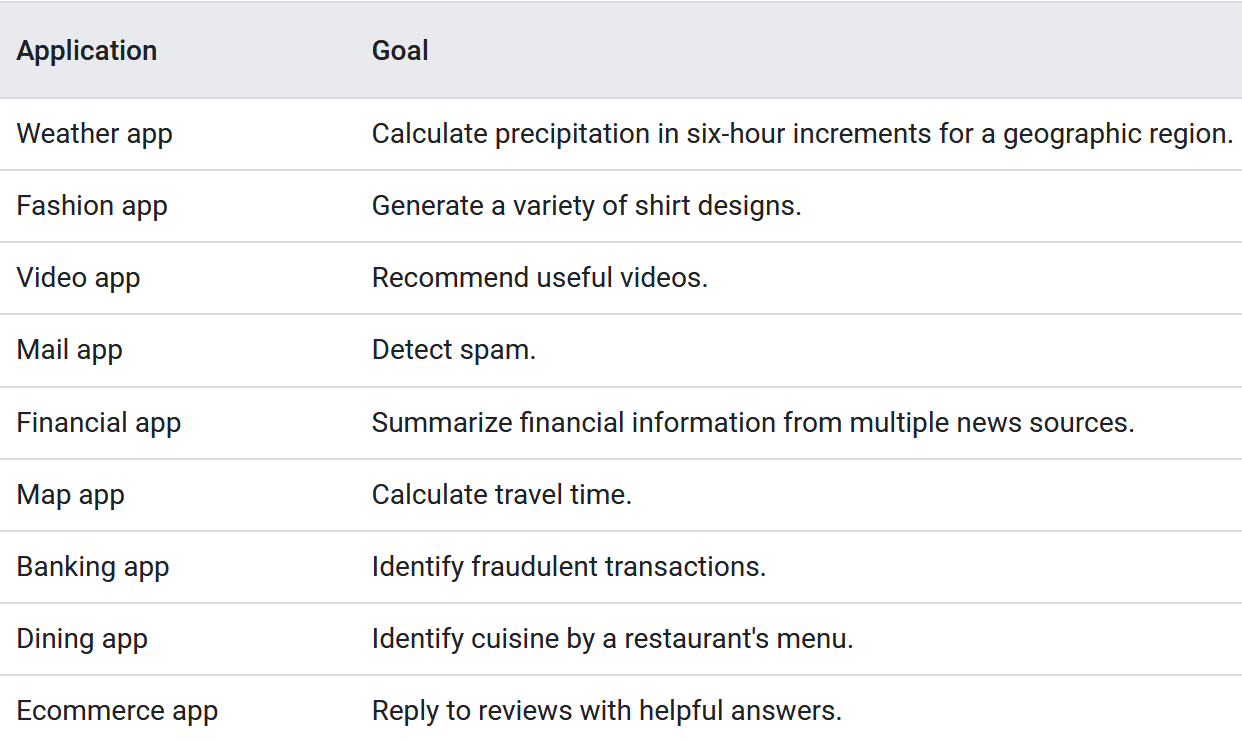 Application Goal
Weather app Calculate precipitation in six-hour increments for a geographic region.
Fashion app Generate a variety of shirt designs.
Video app Recommend useful videos.
Mail app Detect spam.
Financial app Summarize financial information from multiple news sources.
Map app Calculate travel time.
Banking app Identify fraudulent transactions.
Dining app Identify cuisine by a restaurant's menu.
Ecommerce app Reply to reviews with helpful answers.